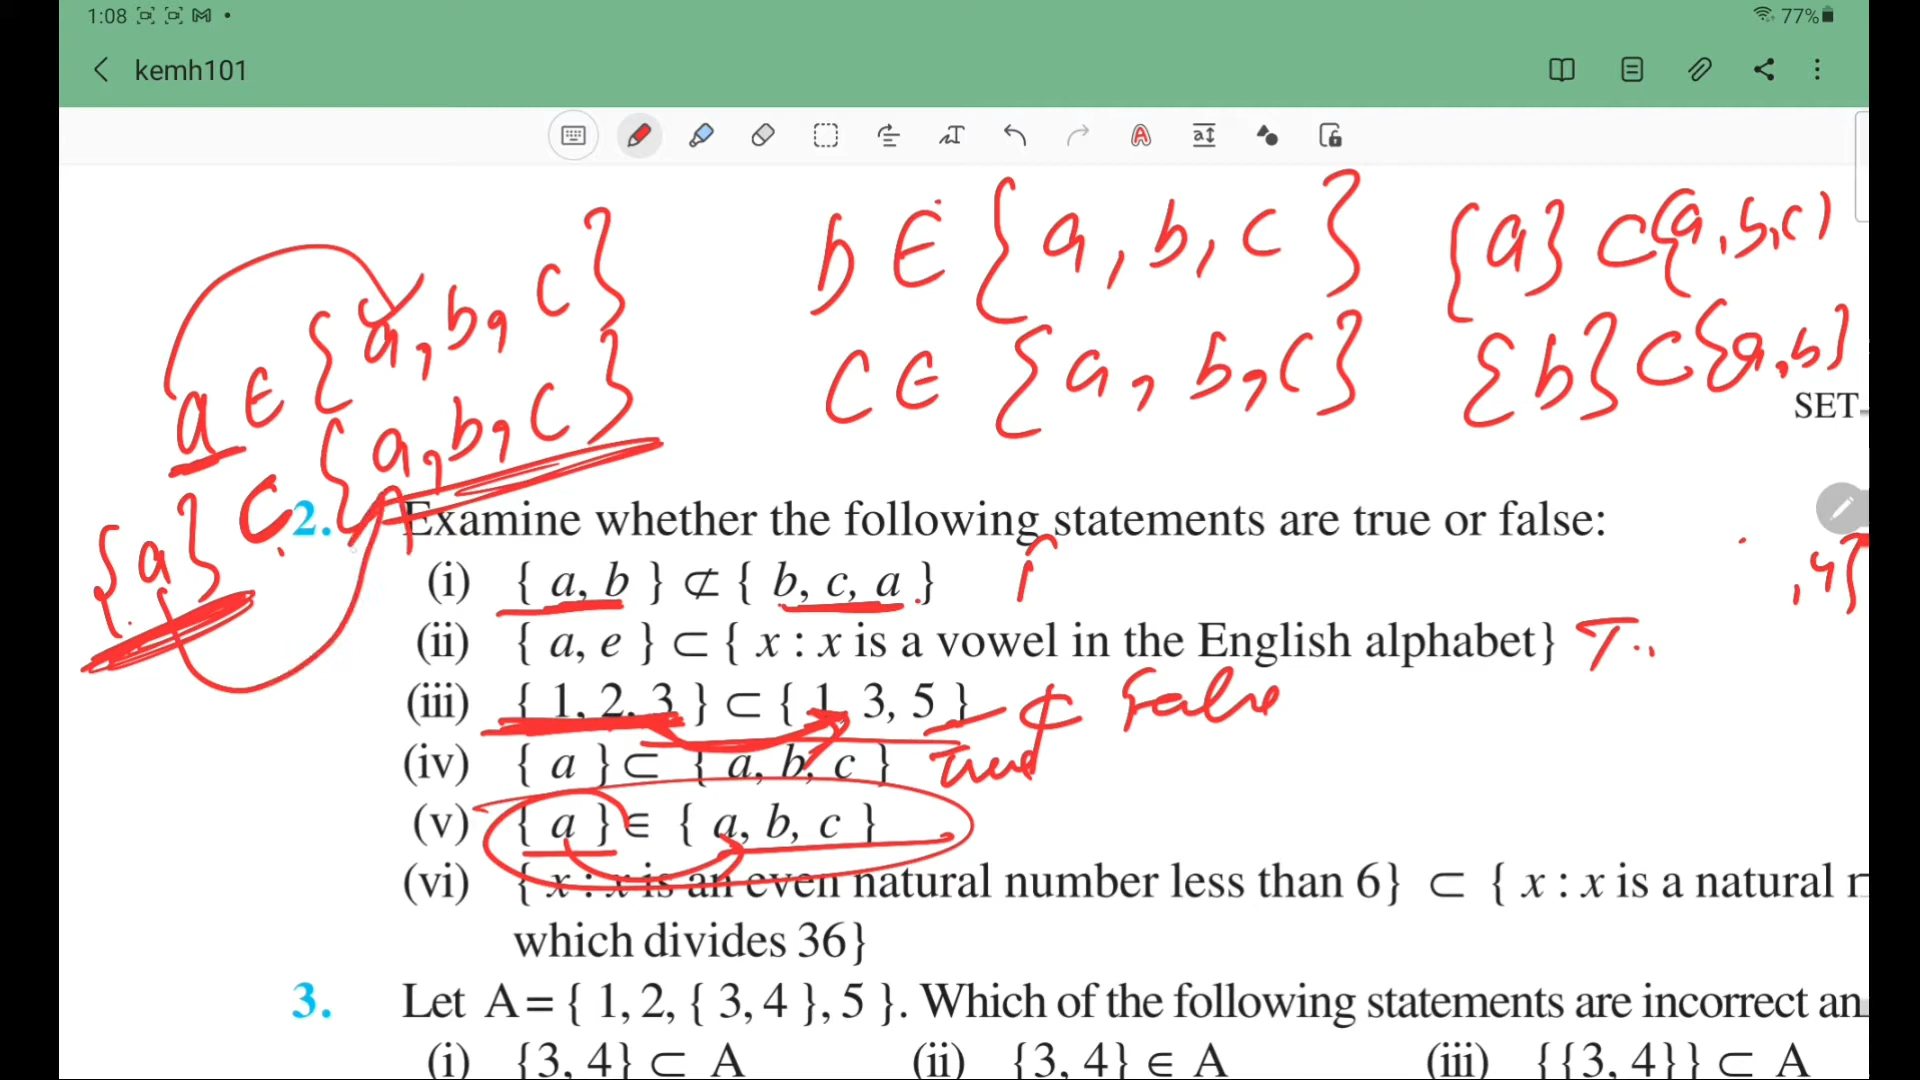 1:08
77%
kemh101
b ∈ {a, b, c}
{a} ⊂ {a, b, c}
a ∈ {a, b, c}
c ∈ {a, b, c}
{b} ⊂ {a, b}
SET
{a} ⊂ {a, b, c}
2. Examine whether the following statements are true or false:
(i) { a, b } ⊄ { b, c, a }
, 4}
(ii) { a, e } ⊂ { x : x is a vowel in the English alphabet} T
(iii) { 1, 2, 3 } ⊂ { 1, 3, 5 } ⊄ False
(iv) { a } ⊂ { a, b, c }
(v) { a } ∈ { a, b, c }
(vi) { x : x is an even natural number less than 6} ⊂ { x : x is a natural
which divides 36}
3. Let A = { 1, 2, { 3, 4 }, 5 }. Which of the following statements are incorrect an
(i) {3, 4} ⊂ A (ii) {3, 4} ∈ A (iii) {{3, 4}} ⊂ A